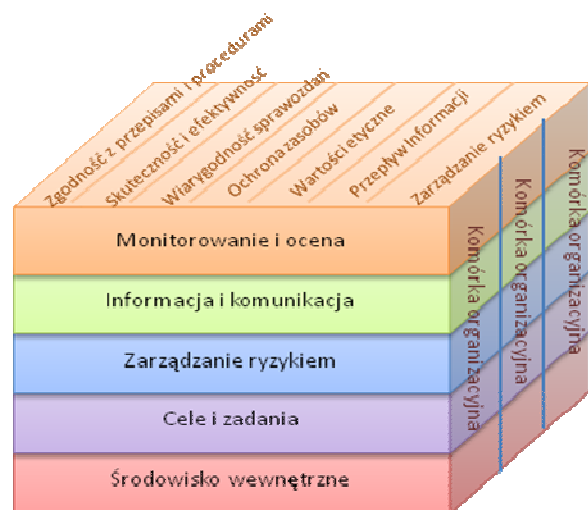 Zgodność z przepisami i procedurami
Skuteczność i efektywność
Wiarygodność sprawozdań
Ochrona zasobów
Wartości etyczne
Przepływ informacji
Zarządzanie ryzykiem
Monitorowanie i ocena
Informacja i komunikacja
Zarządzanie ryzykiem
Cele i zadania
Środowisko wewnętrzne
Komórka organizacyjna
Komórka organizacyjna
Komórka organizacyjna